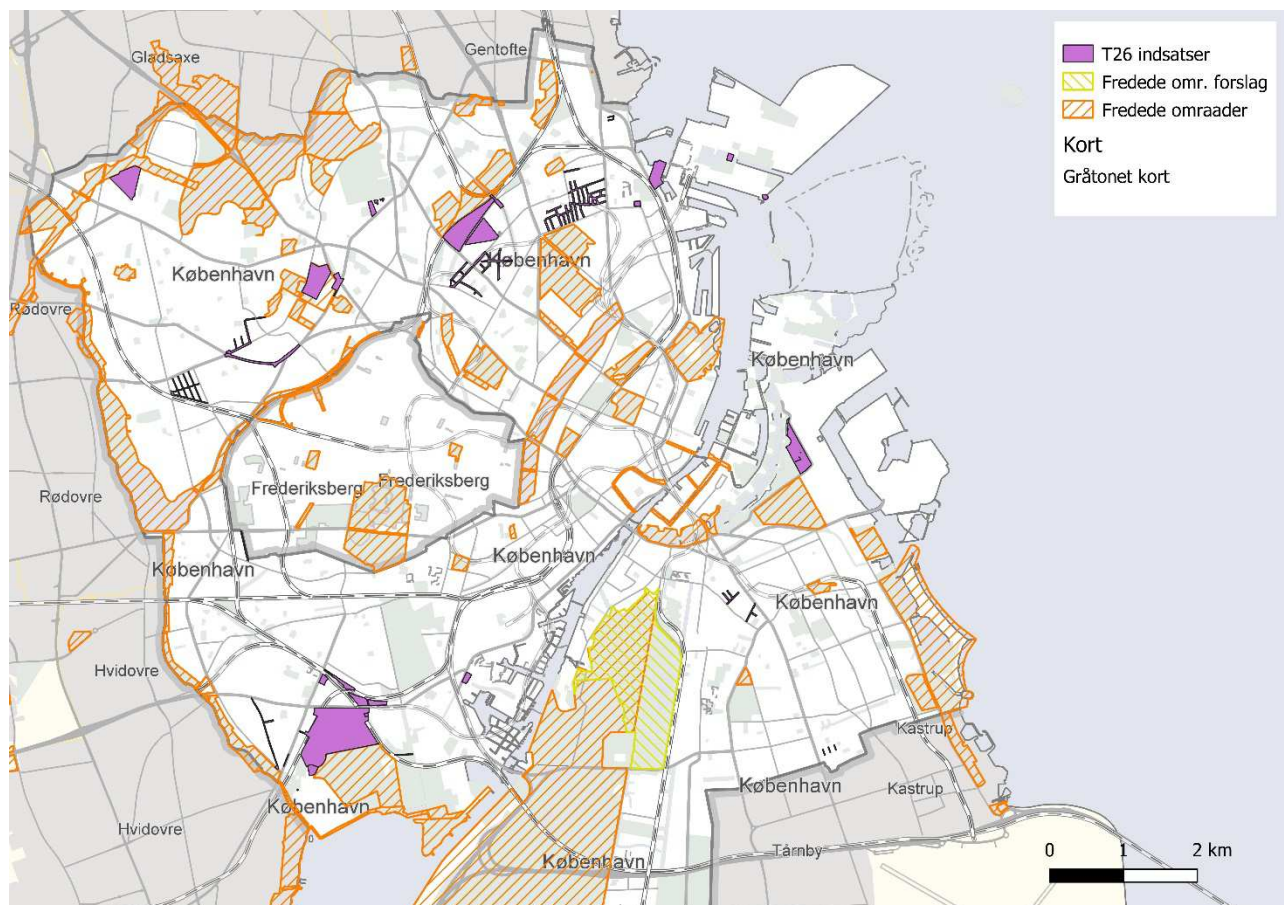 Gladsaxe
Gentofte
T26 indsatser
Fredede omr. forslag
Fredede omraader
Kort
Gråtonet kort
København
København
Rødovre
København
Frederiksberg
Frederiksberg
Rødovre
København
København
København
Hvidovre
Kastrup
København
Kastrup
København
Hvidovre
København
Tårnby
0 1 2 km